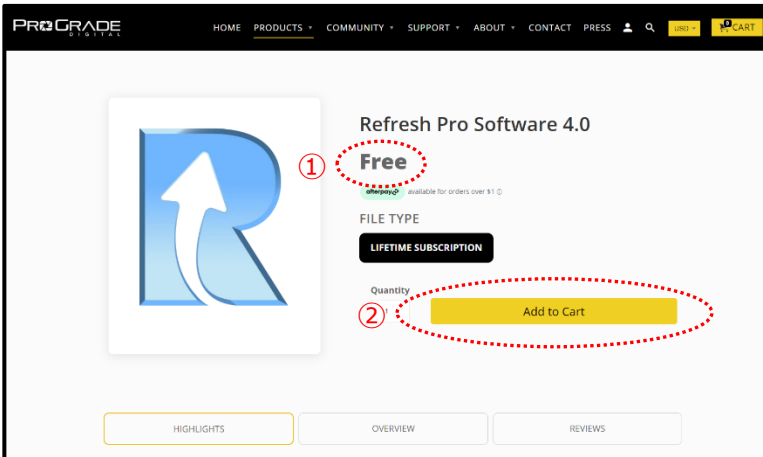 PROGRADE
DIGITAL
HOME PRODUCTS COMMUNITY SUPPORT ABOUT CONTACT PRESS USD 0 CART
Refresh Pro Software 4.0
① Free
afterpay available for orders over $1
FILE TYPE
LIFETIME SUBSCRIPTION
Quantity
② 1 Add to Cart
HIGHLIGHTS OVERVIEW REVIEWS